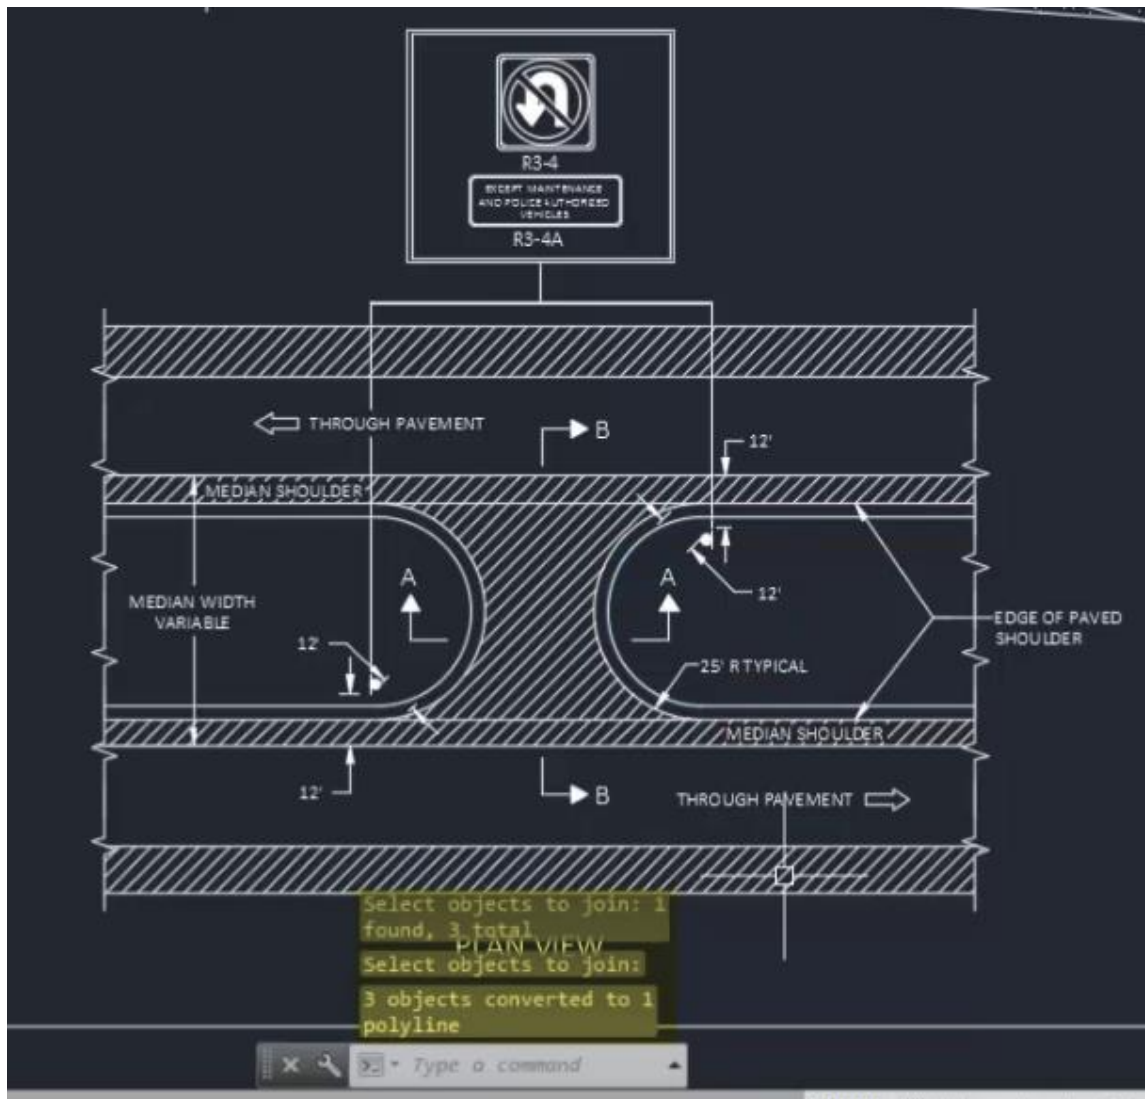 R3-4
EXCEPT MAINTENANCE
AND POLICE AUTHORIZED
VEHICLES
R3-4A
THROUGH PAVEMENT
B
12'
MEDIAN SHOULDER
A
A
12'
MEDIAN WIDTH
VARIABLE
EDGE OF PAVED
SHOULDER
12'
25' R TYPICAL
MEDIAN SHOULDER
12'
B
THROUGH PAVEMENT
Select objects to join: 1
found, 3 total
PLAN VIEW
Select objects to join:
3 objects converted to 1
polyline
Type a command